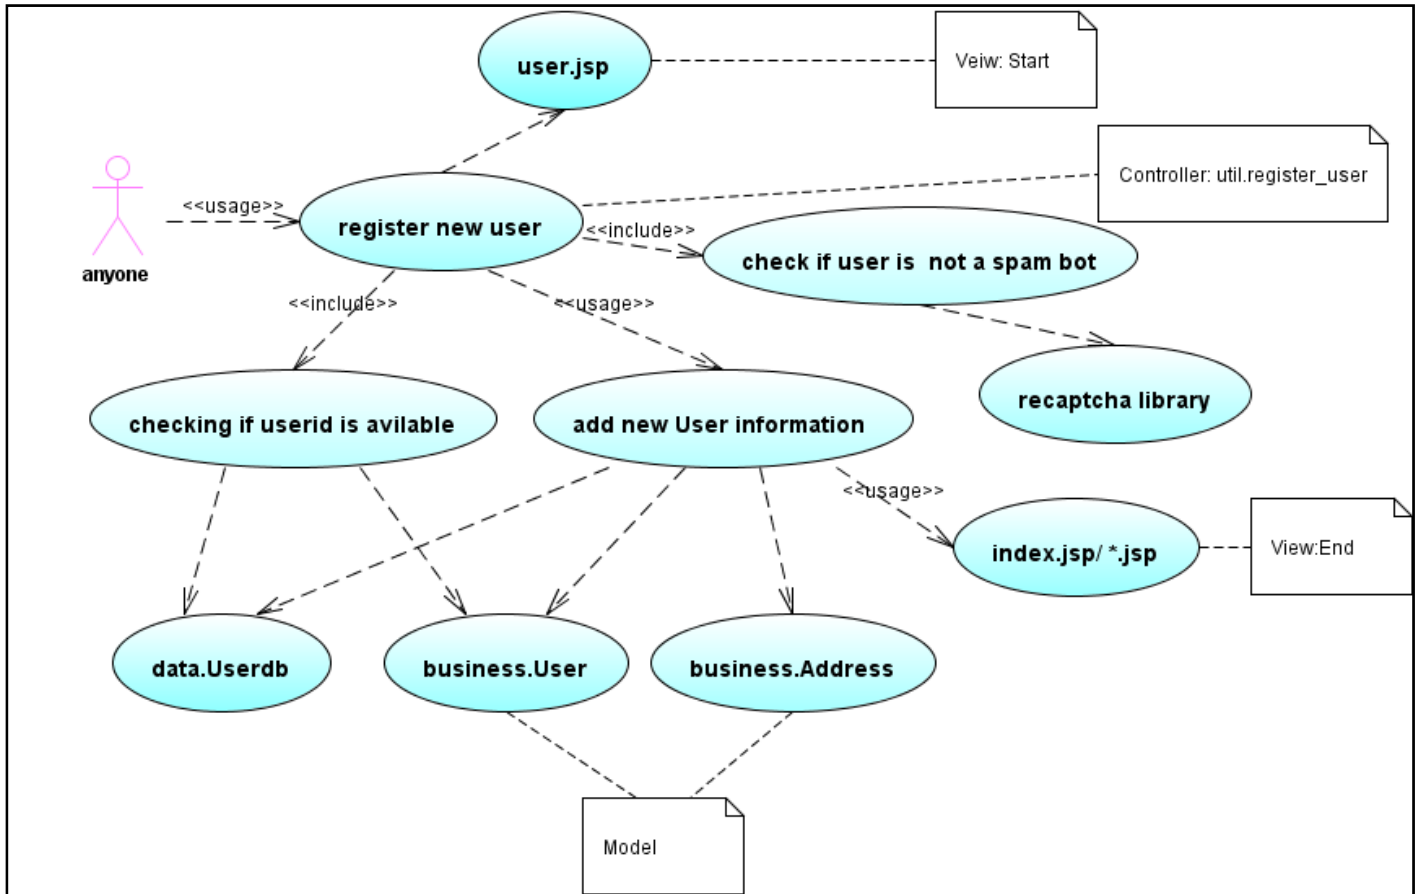 user.jsp
Veiw: Start
Controller: util.register_user
<<usage>>
register new user
<<include>>
check if user is  not a spam bot
anyone
<<include>>
<<usage>>
recaptcha library
checking if userid is avilable
add new User information
<<usage>>
index.jsp/ *.jsp
View:End
data.Userdb
business.User
business.Address
Model